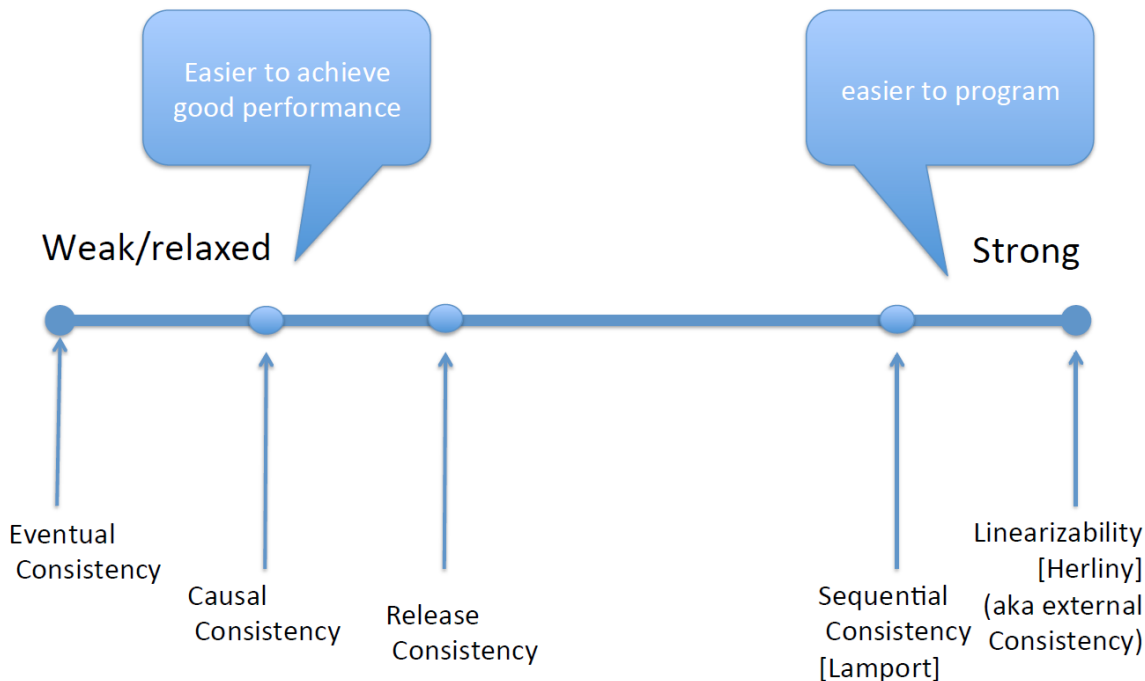 Easier to achieve
good performance
easier to program
Weak/relaxed
Strong
Eventual
Consistency
Causal
Consistency
Release
Consistency
Sequential
Consistency
[Lamport]
Linearizability
[Herliny]
(aka external
Consistency)